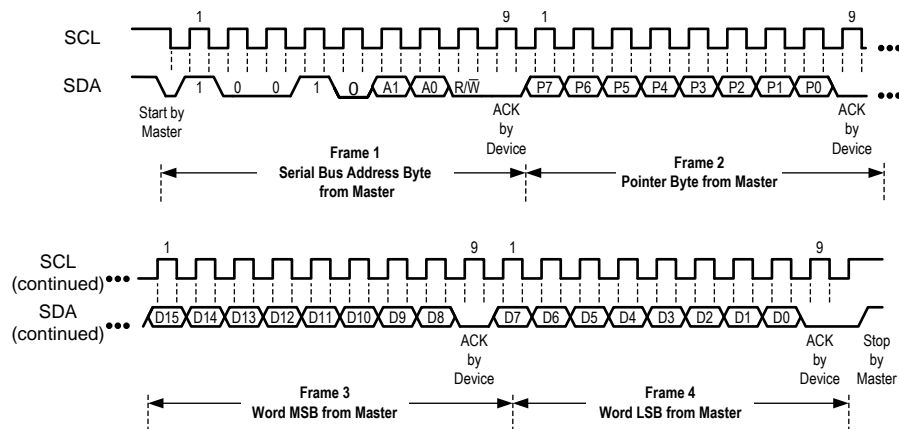 1 9 1 9
SCL
SDA
1 0 0 1 0 A1 A0 R/W̅ P7 P6 P5 P4 P3 P2 P1 P0
Start by
Master
ACK
by
Device
ACK
by
Device
Frame 1
Serial Bus Address Byte
from Master
Frame 2
Pointer Byte from Master
1 9 1 9
SCL
(continued)
SDA
(continued)
D15 D14 D13 D12 D11 D10 D9 D8 D7 D6 D5 D4 D3 D2 D1 D0
ACK
by
Device
ACK
by
Device
Stop
by
Master
Frame 3
Word MSB from Master
Frame 4
Word LSB from Master